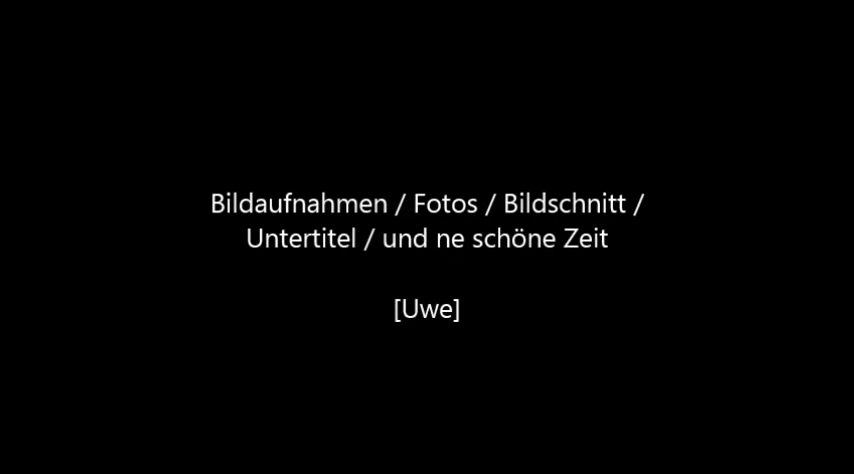 Bildaufnahmen / Fotos / Bildschnitt /
Untertitel / und ne schöne Zeit
[Uwe]